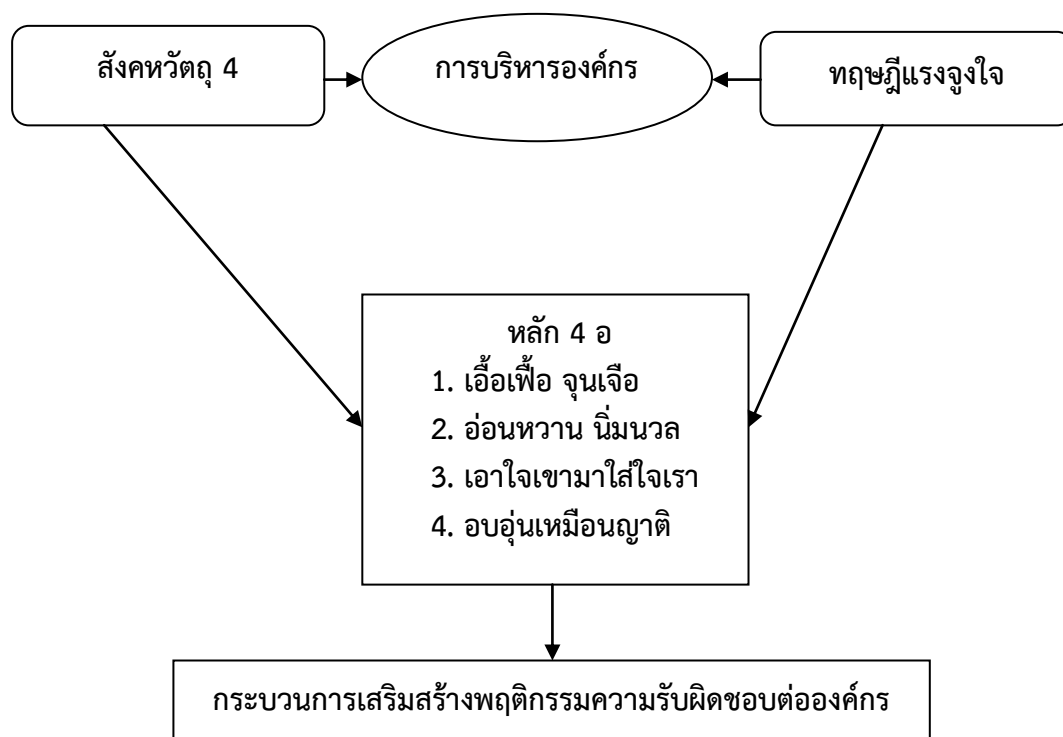 สังคหวัตถุ 4
การบริหารองค์กร
ทฤษฎีแรงจูงใจ
หลัก 4 อ
1. เอื้อเฟื้อ จุนเจือ
2. อ่อนหวาน นิ่มนวล
3. เอาใจเขามาใส่ใจเรา
4. อบอุ่นเหมือนญาติ
กระบวนการเสริมสร้างพฤติกรรมความรับผิดชอบต่อองค์กร